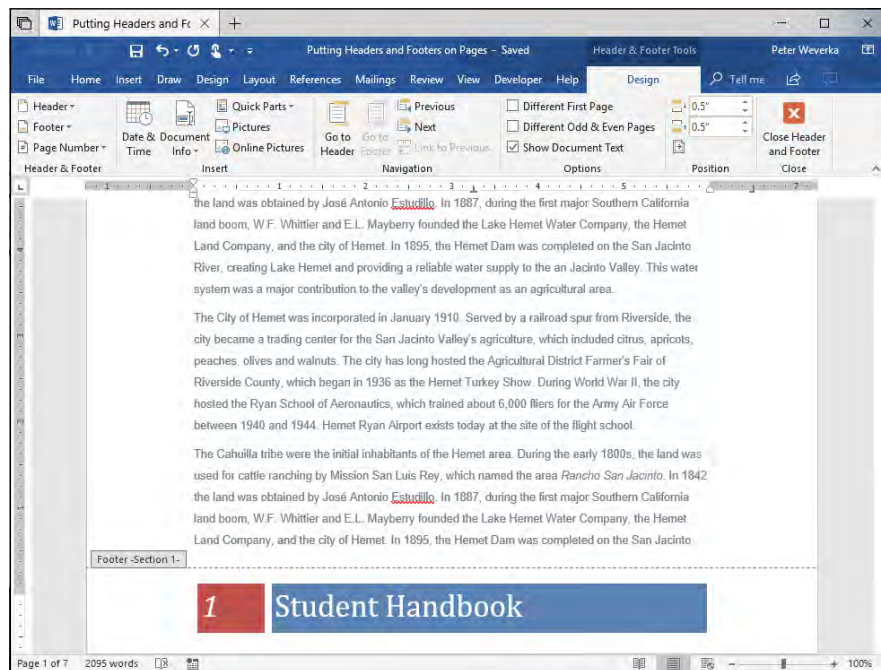 Putting Headers and Fc
Putting Headers and Footers on Pages - Saved
Header & Footer Tools
Peter Weverka
File Home Insert Draw Design Layout References Mailings Review View Developer Help Design Tell me
Header
Footer
Page Number
Header & Footer
Date & Time
Document Info
Quick Parts
Pictures
Online Pictures
Insert
Go to Header
Go to Footer
Previous
Next
Link to Previous
Navigation
Different First Page
Different Odd & Even Pages
Show Document Text
Options
0.5"
0.5"
Position
Close Header and Footer
Close
1 1 2 3 4 5 7
the land was obtained by José Antonio Estudillo. In 1887, during the first major Southern California
land boom, W.F. Whittier and E.L. Mayberry founded the Lake Hemet Water Company, the Hemet
Land Company, and the city of Hemet. In 1895, the Hemet Dam was completed on the San Jacinto
River, creating Lake Hemet and providing a reliable water supply to the an Jacinto Valley. This water
system was a major contribution to the valley's development as an agricultural area.
The City of Hemet was incorporated in January 1910. Served by a railroad spur from Riverside, the
city became a trading center for the San Jacinto Valley's agriculture, which included citrus, apricots,
peaches, olives and walnuts. The city has long hosted the Agricultural District Farmer's Fair of
Riverside County, which began in 1936 as the Hemet Turkey Show. During World War II, the city
hosted the Ryan School of Aeronautics, which trained about 6,000 fliers for the Army Air Force
between 1940 and 1944. Hemet Ryan Airport exists today at the site of the flight school.
The Cahuilla tribe were the initial inhabitants of the Hemet area. During the early 1800s, the land was
used for cattle ranching by Mission San Luis Rey, which named the area Rancho San Jacinto. In 1842
the land was obtained by José Antonio Estudillo. In 1887, during the first major Southern California
land boom, W.F. Whittier and E.L. Mayberry founded the Lake Hemet Water Company, the Hemet
Land Company, and the city of Hemet. In 1895, the Hemet Dam was completed on the San Jacinto
Footer -Section 1-
1 Student Handbook
Page 1 of 7 2095 words 100%